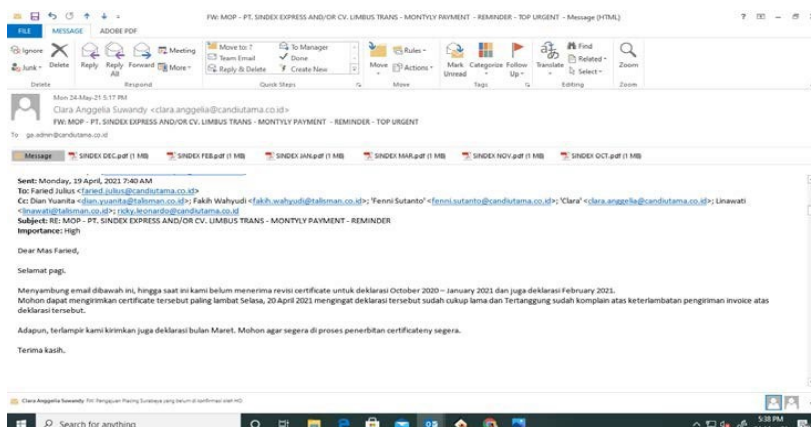 FW: MOP - PT. SINDEX EXPRESS AND/OR CV. LIMBUS TRANS - MONTYLY PAYMENT - REMINDER - TOP URGENT - Message (HTML)
FILE MESSAGE ADOBE PDF
Ignore
Junk
Delete
Reply
Reply All
Forward
Meeting
More
Move to: ?
Team Email
Reply & Delete
To Manager
Done
Create New
Move
Rules
Actions
Mark Unread
Categorize
Follow Up
Translate
Find
Related
Select
Zoom
Delete Respond Quick Steps Move Tags Editing Zoom
Mon 24-May-21 5:17 PM
Clara Anggelia Suwandy <clara.anggelia@candiutama.co.id>
FW: MOP - PT. SINDEX EXPRESS AND/OR CV. LIMBUS TRANS - MONTYLY PAYMENT - REMINDER - TOP URGENT
To ga.admin@candiutama.co.id
Message SINDEX DEC.pdf (1 MB) SINDEX FEB.pdf (1 MB) SINDEX JAN.pdf (1 MB) SINDEX MAR.pdf (1 MB) SINDEX NOV.pdf (1 MB) SINDEX OCT.pdf (1 MB)
Sent: Monday, 19 April, 2021 7:40 AM
To: Faried Julius <faried.julius@candiutama.co.id>
Cc: Dian Yuanita <dian.yuanita@talisman.co.id>; Fakih Wahyudi <fakih.wahyudi@talisman.co.id>; 'Fenni Sutanto' <fenni.sutanto@candiutama.co.id>; 'Clara' <clara.anggelia@candiutama.co.id>; Linawati
<linawati@talisman.co.id>; ricky.leonardo@candiutama.co.id
Subject: RE: MOP - PT. SINDEX EXPRESS AND/OR CV. LIMBUS TRANS - MONTYLY PAYMENT - REMINDER
Importance: High
Dear Mas Faried,
Selamat pagi.
Menyambung email dibawah ini, hingga saat ini kami belum menerima revisi certificate untuk deklarasi October 2020 – January 2021 dan juga deklarasi February 2021.
Mohon dapat mengirimkan certificate tersebut paling lambat Selasa, 20 April 2021 mengingat deklarasi tersebut sudah cukup lama dan Tertanggung sudah komplain atas keterlambatan pengiriman invoice atas
deklarasi tersebut.
Adapun, terlampir kami kirimkan juga deklarasi bulan Maret. Mohon agar segera di proses penerbitan certificateny segera.
Terima kasih.
Clara Anggelia Suwandy FW: Pengajuan Placing Surabaya yang belum di konfirmasi oleh HO
Search for anything
5:38 PM